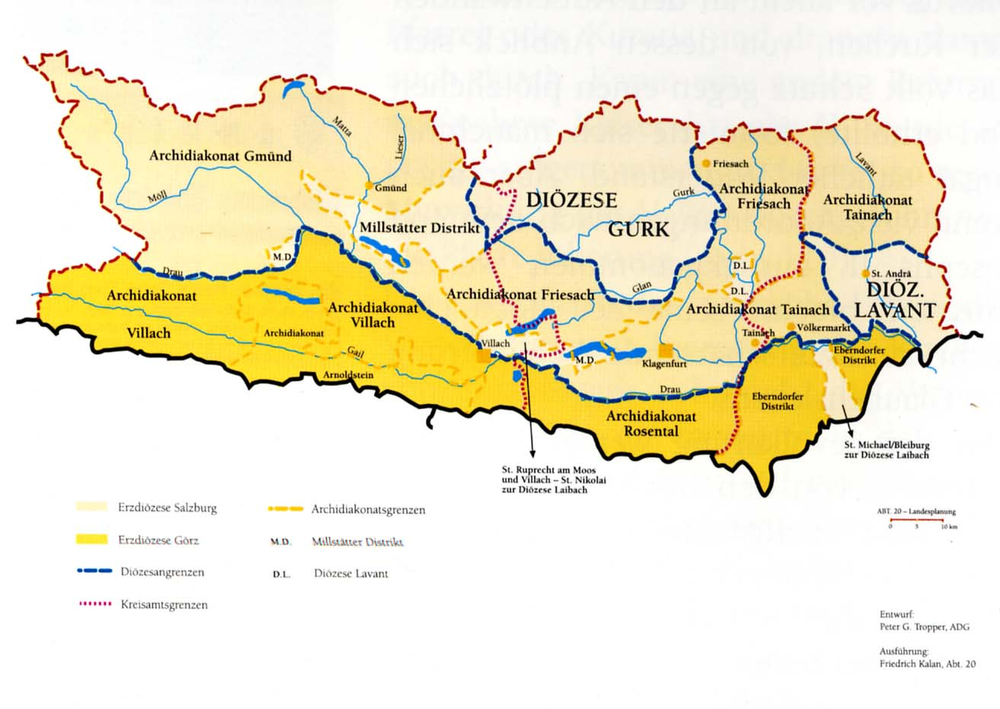 Archidiakonat Gmünd
Matta
Lieser
Möll
Gmünd
Millstätter Distrikt
DIÖZESE
GURK
Gurk
Friesach
Archidiakonat
Friesach
Lavant
Archidiakonat
Tainach
Drau
M.D.
Archidiakonat
Villach
Archidiakonat
Archidiakonat
Villach
Gail
Arnoldstein
Archidiakonat Friesach
Glan
D.L.
D.L.
Archidiakonat Tainach
St. Andrä
DIÖZ.
LAVANT
Villach
M.D.
Klagenfurt
Tainach
Völkermarkt
Eberndorfer
Distrikt
Drau
Archidiakonat
Rosental
Eberndorfer
Distrikt
St. Michael/Bleiburg
zur Diözese Laibach
St. Ruprecht am Moos
und Villach – St. Nikolai
zur Diözese Laibach
Erzdiözese Salzburg
Erzdiözese Görz
Diözesangrenzen
Kreisamtsgrenzen
Archidiakonatsgrenzen
M.D. Millstätter Distrikt
D.L. Diözese Lavant
ABT. 20 – Landesplanung
0 5 10 km
Entwurf:
Peter G. Tropper, ADG
Ausführung:
Friedrich Kalan, Abt. 20